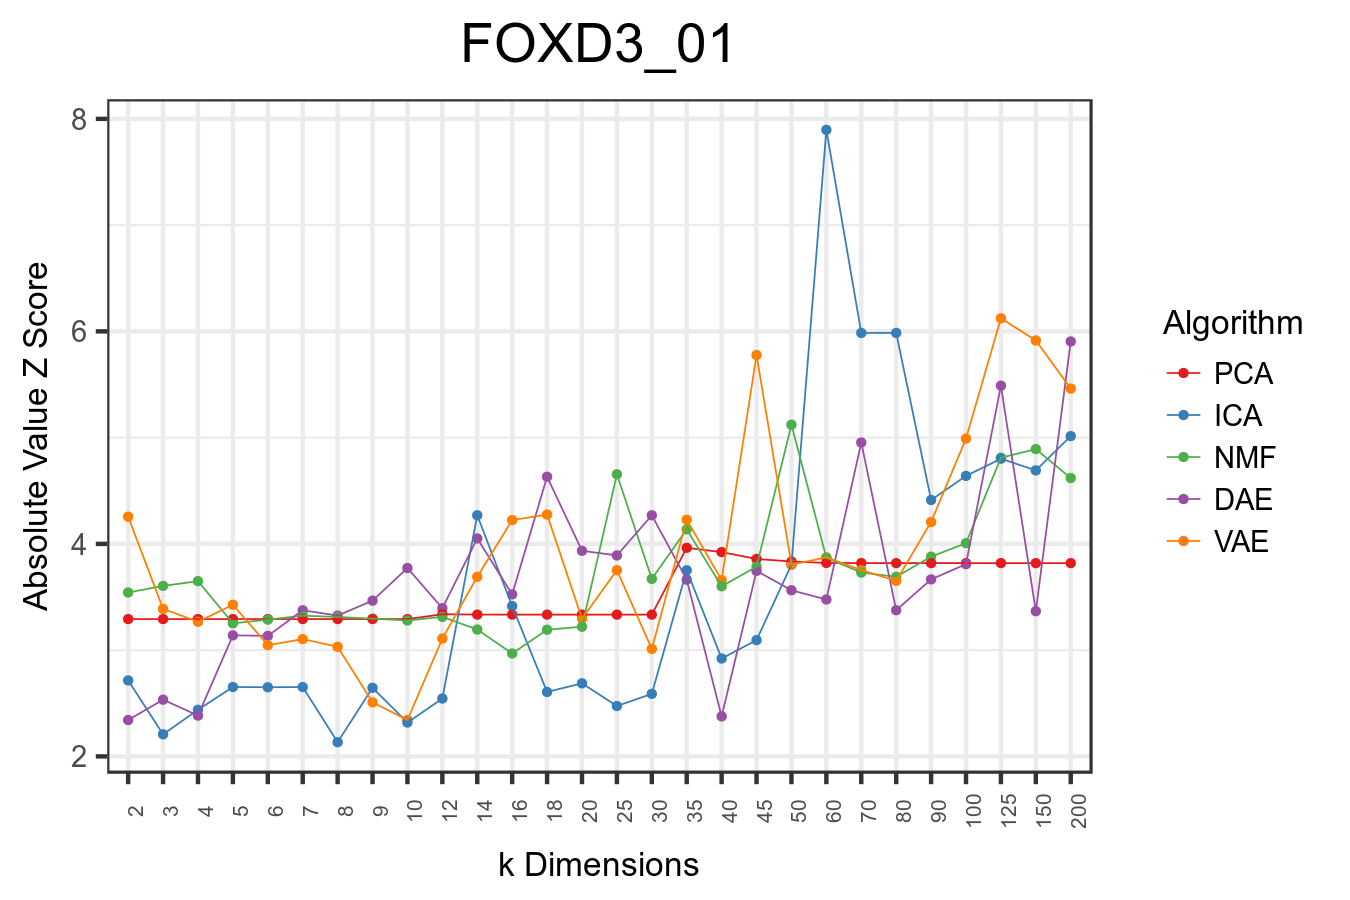 FOXD3_01
Absolute Value Z Score
8
6
4
2
2 3 4 5 6 7 8 9 10 12 14 16 18 20 25 30 35 40 45 50 60 70 80 90 100 125 150 200
k Dimensions
Algorithm
PCA
ICA
NMF
DAE
VAE